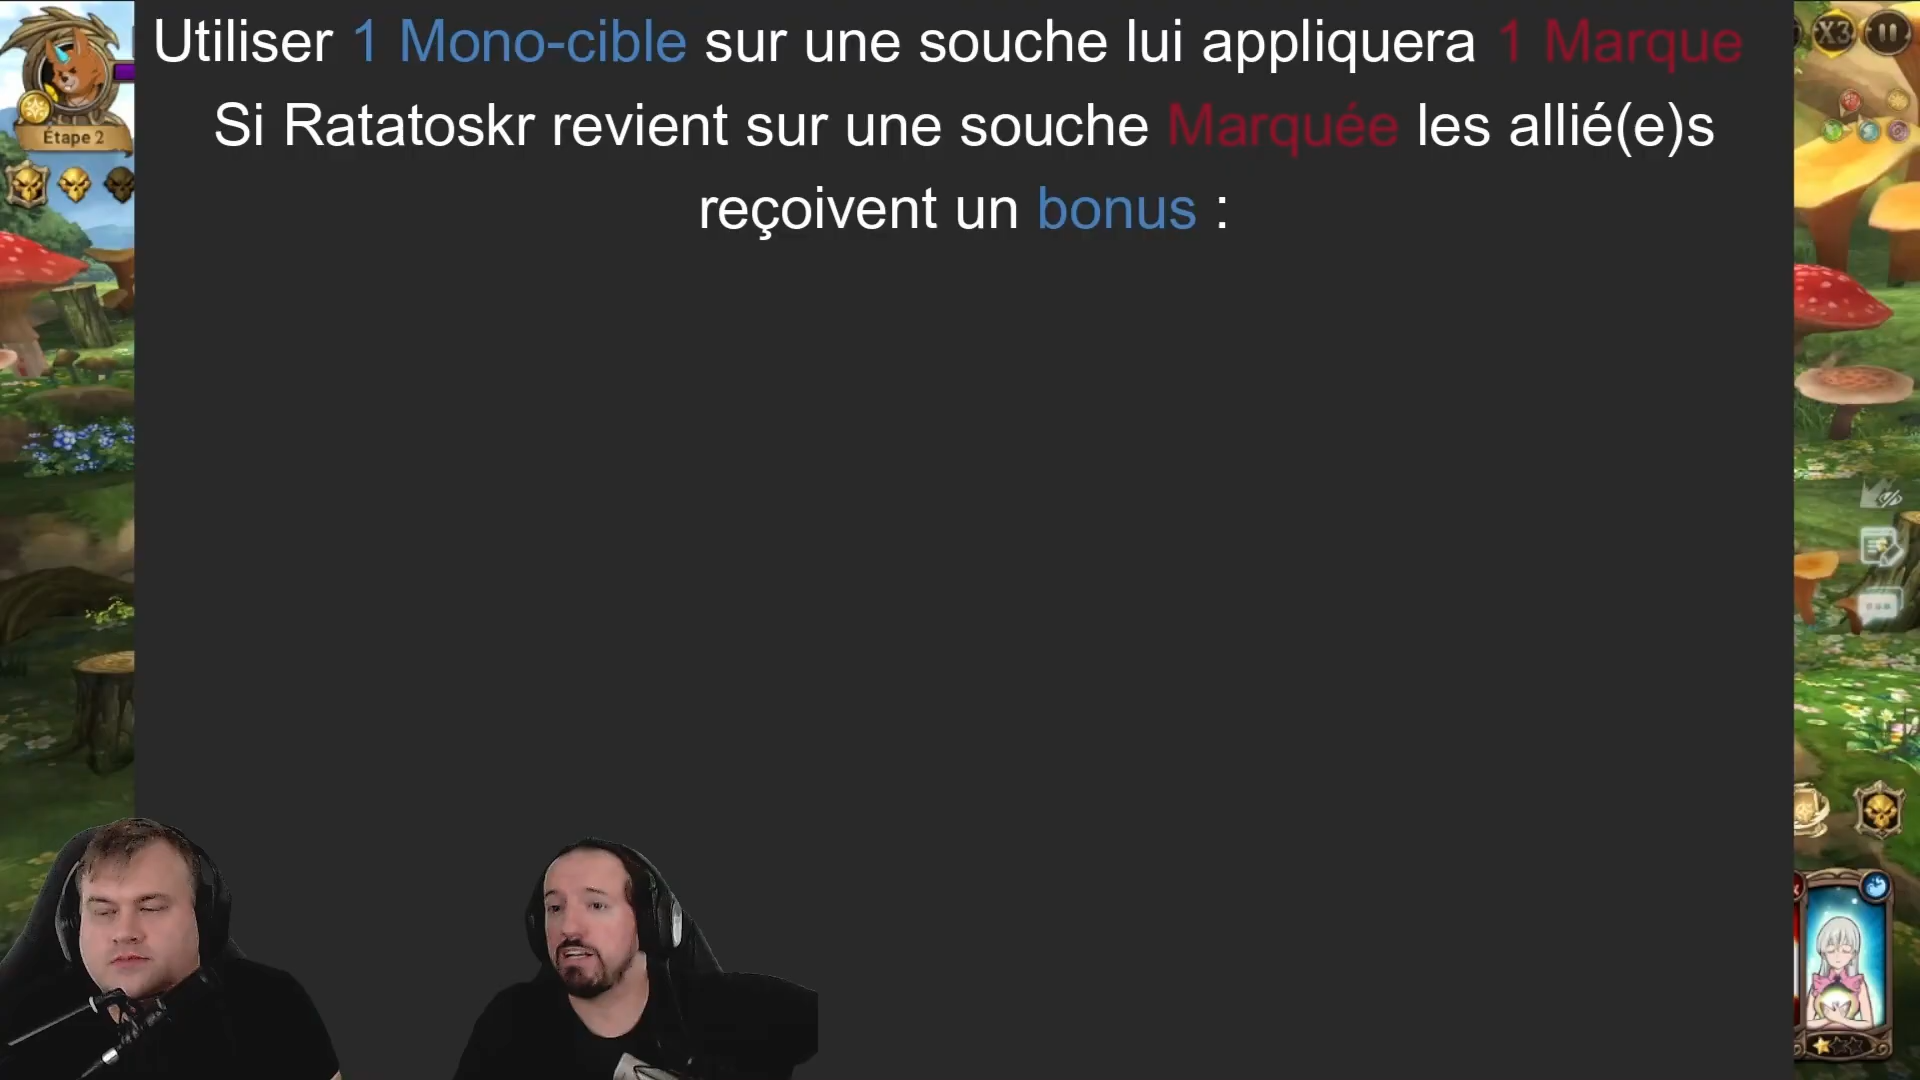 Utiliser 1 Mono-cible sur une souche lui appliquera 1 Marque
Si Ratatoskr revient sur une souche Marquée les allié(e)s
reçoivent un bonus :
Étape 2
X3